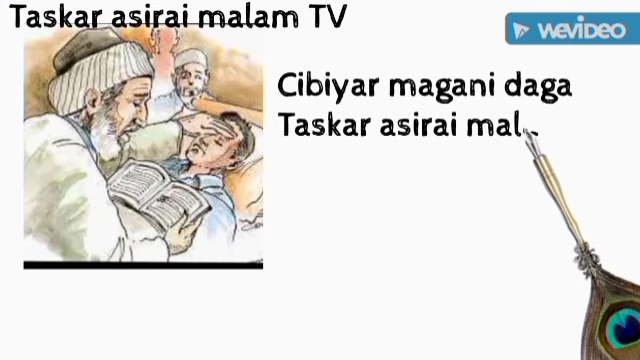 Taskar asirai malam TV
WEVIDEO
Cibiyar magani daga
Taskar asirai mal